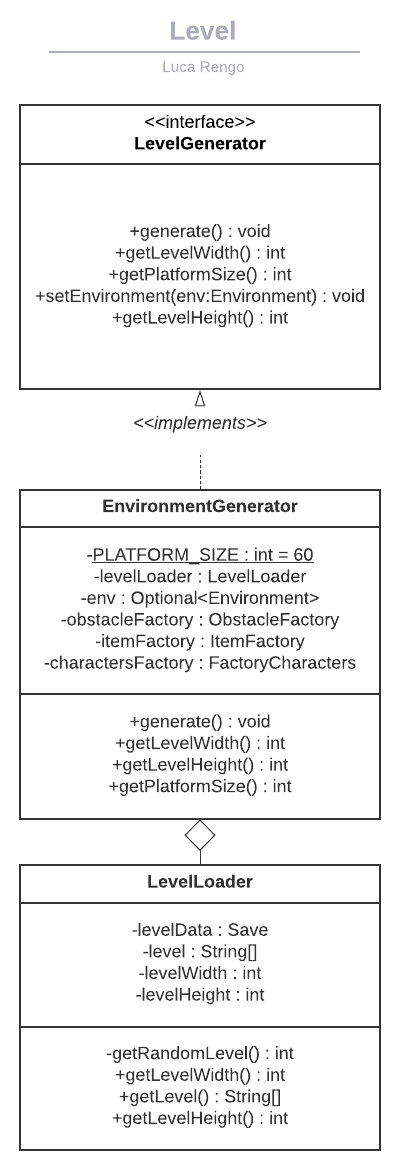 Level
Luca Rengo
<<interface>>
LevelGenerator
+generate() : void
+getLevelWidth() : int
+getPlatformSize() : int
+setEnvironment(env:Environment) : void
+getLevelHeight() : int
<<implements>>
EnvironmentGenerator
-PLATFORM_SIZE : int = 60
-levelLoader : LevelLoader
-env : Optional<Environment>
-obstacleFactory : ObstacleFactory
-itemFactory : ItemFactory
-charactersFactory : FactoryCharacters
+generate() : void
+getLevelWidth() : int
+getLevelHeight() : int
+getPlatformSize() : int
LevelLoader
-levelData : Save
-level : String[]
-levelWidth : int
-levelHeight : int
-getRandomLevel() : int
+getLevelWidth() : int
+getLevel() : String[]
+getLevelHeight() : int